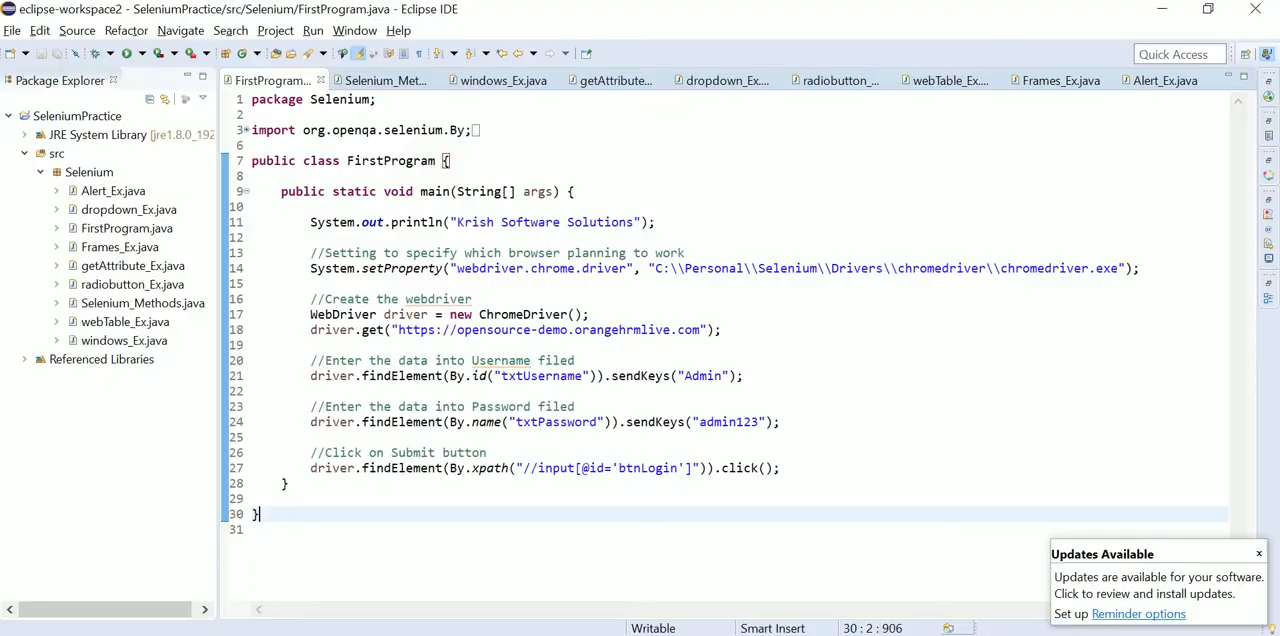 eclipse-workspace2 - SeleniumPractice/src/Selenium/FirstProgram.java - Eclipse IDE
File Edit Source Refactor Navigate Search Project Run Window Help
Quick Access
Package Explorer
FirstProgram... Selenium_Met... windows_Ex.java getAttribute... dropdown_Ex.... radiobutton_... webTable_Ex.... Frames_Ex.java Alert_Ex.java
SeleniumPractice
JRE System Library [jre1.8.0_192
src
Selenium
Alert_Ex.java
dropdown_Ex.java
FirstProgram.java
Frames_Ex.java
getAttribute_Ex.java
radiobutton_Ex.java
Selenium_Methods.java
webTable_Ex.java
windows_Ex.java
Referenced Libraries
1 package Selenium;
2
3 import org.openqa.selenium.By;
6
7 public class FirstProgram {
8
9 public static void main(String[] args) {
10
11 System.out.println("Krish Software Solutions");
12
13 //Setting to specify which browser planning to work
14 System.setProperty("webdriver.chrome.driver", "C:\\Personal\\Selenium\\Drivers\\chromedriver\\chromedriver.exe");
15
16 //Create the webdriver
17 WebDriver driver = new ChromeDriver();
18 driver.get("https://opensource-demo.orangehrmlive.com");
19
20 //Enter the data into Username filed
21 driver.findElement(By.id("txtUsername")).sendKeys("Admin");
22
23 //Enter the data into Password filed
24 driver.findElement(By.name("txtPassword")).sendKeys("admin123");
25
26 //Click on Submit button
27 driver.findElement(By.xpath("//input[@id='btnLogin']")).click();
28 }
29
30 }
31
Updates Available
Updates are available for your software.
Click to review and install updates.
Set up Reminder options
Writable Smart Insert 30 : 2 : 906